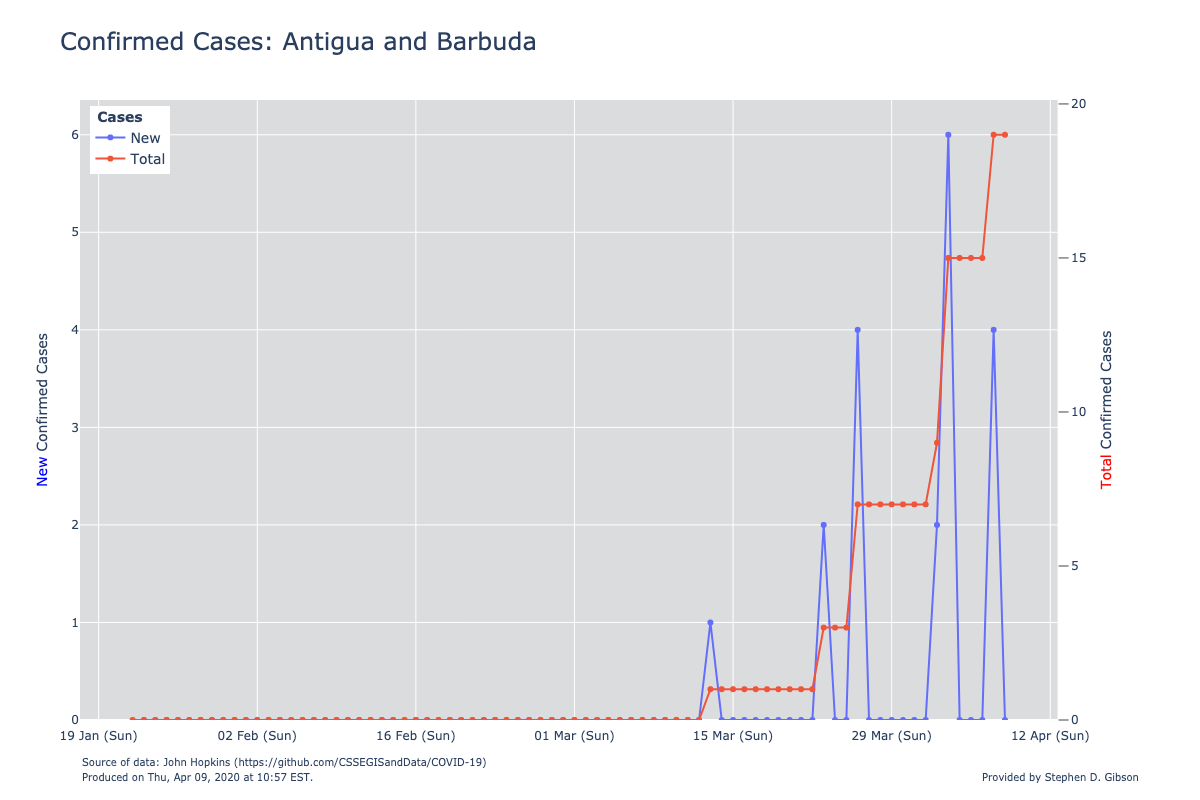 Confirmed Cases: Antigua and Barbuda
Cases
New
Total
6
5
4
3
2
1
0
20
15
10
5
0
New Confirmed Cases
Total Confirmed Cases
19 Jan (Sun)
02 Feb (Sun)
16 Feb (Sun)
01 Mar (Sun)
15 Mar (Sun)
29 Mar (Sun)
12 Apr (Sun)
Source of data: John Hopkins (https://github.com/CSSEGISandData/COVID-19)
Produced on Thu, Apr 09, 2020 at 10:57 EST.
Provided by Stephen D. Gibson